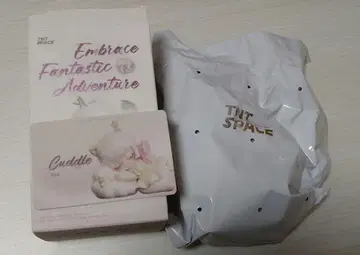 TNT
SPACE
Embrace
Fantastic
Adventure
Cuddle
TNT
SPACE